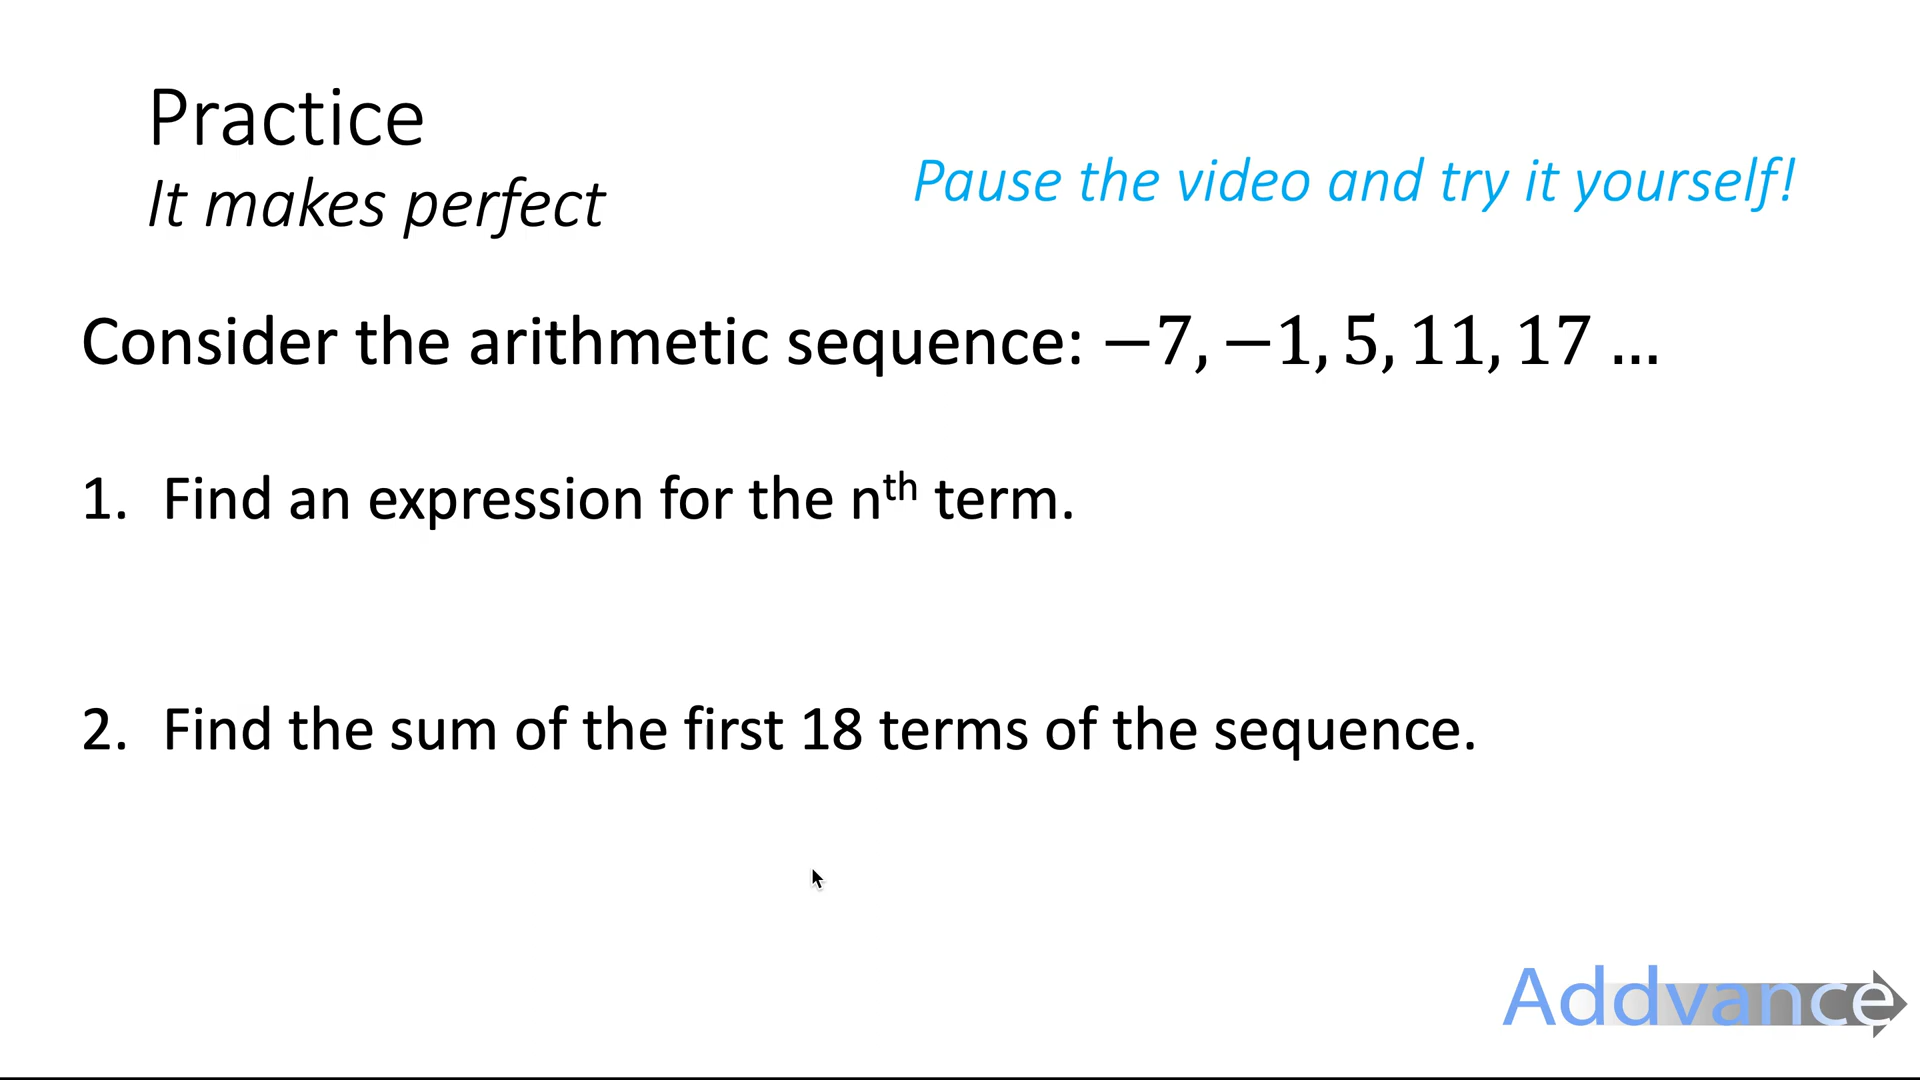 Practice
It makes perfect
Pause the video and try it yourself!
Consider the arithmetic sequence: −7, −1, 5, 11, 17 ...
1. Find an expression for the nᵗʰ term.
2. Find the sum of the first 18 terms of the sequence.
Addvance